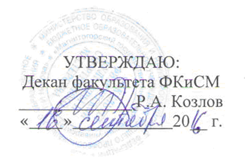 УТВЕРЖДАЮ:
Декан факультета ФКиСМ
Р.А. Козлов
« 16 » сентября 2016 г.